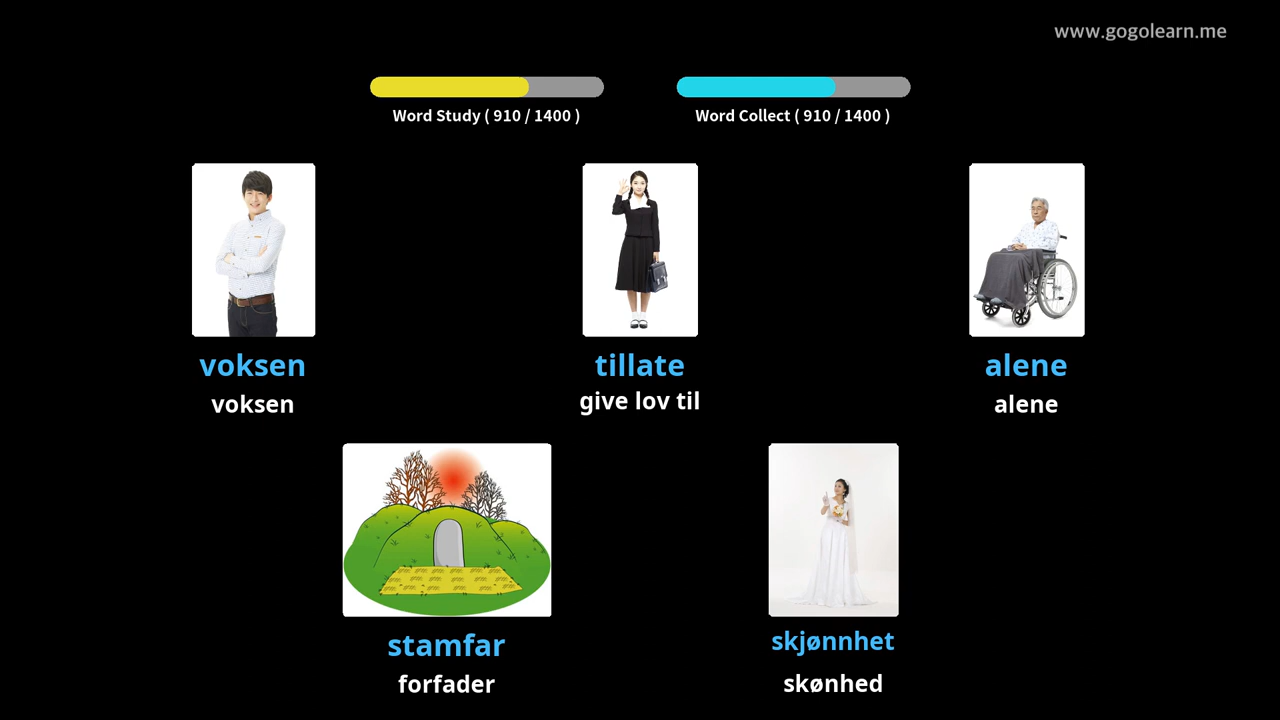 www.gogolearn.me
Word Study ( 910 / 1400 )
Word Collect ( 910 / 1400 )
voksen
voksen
tillate
give lov til
alene
alene
stamfar
forfader
skjønnhet
skønhed